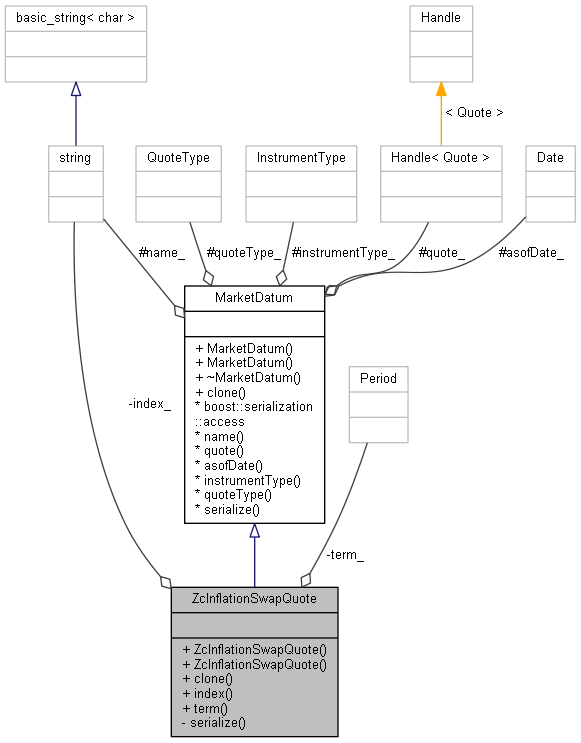 basic_string< char >
Handle
< Quote >
string
QuoteType
InstrumentType
Handle< Quote >
Date
#name_
#quoteType_
#instrumentType_
#quote_
#asofDate_
MarketDatum
+ MarketDatum()
+ MarketDatum()
+ ~MarketDatum()
+ clone()
* boost::serialization
::access
* name()
* quote()
* asofDate()
* instrumentType()
* quoteType()
* serialize()
Period
-index_
-term_
ZcInflationSwapQuote
+ ZcInflationSwapQuote()
+ ZcInflationSwapQuote()
+ clone()
+ index()
+ term()
- serialize()